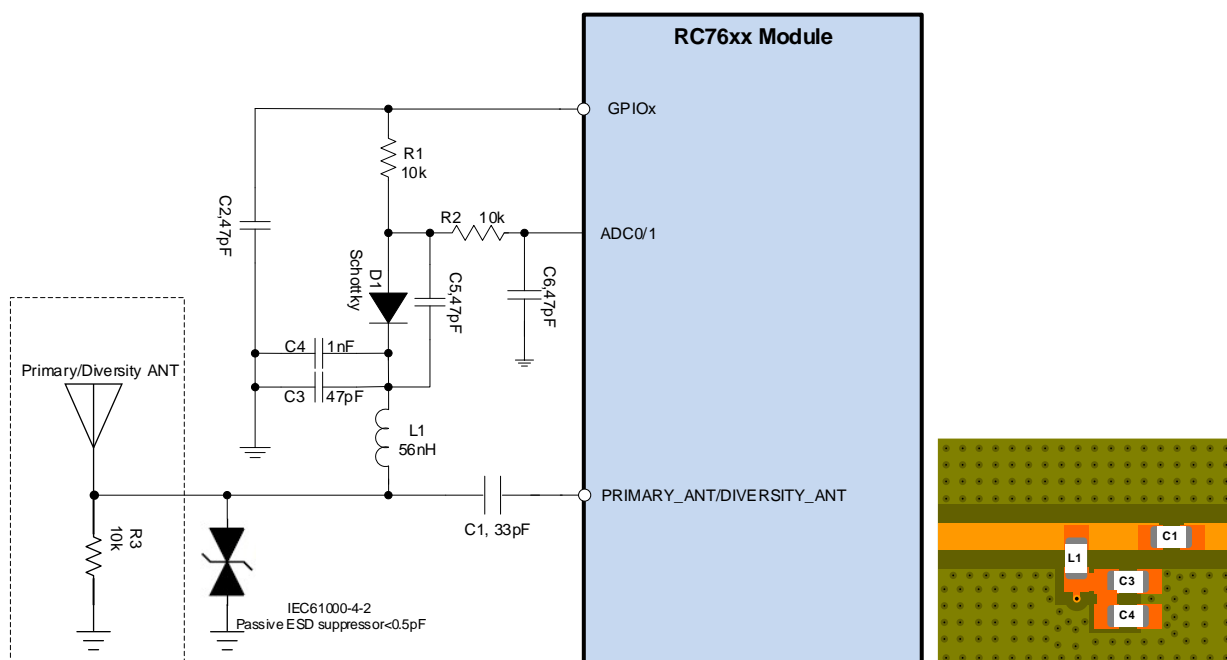 RC76xx Module
GPIOx
R1
10k
C2,47pF
R2 10k
ADC0/1
D1
Schottky
C5,47pF
C6,47pF
C4 1nF
C3 47pF
Primary/Diversity ANT
L1
56nH
PRIMARY_ANT/DIVERSITY_ANT
C1, 33pF
R3
10k
IEC61000-4-2
Passive ESD suppressor<0.5pF
C1
L1
C3
C4